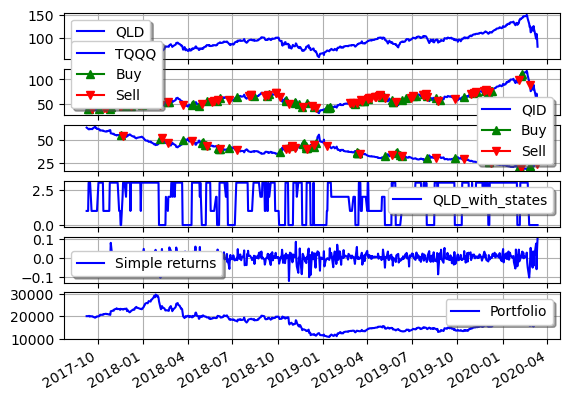 150
100
QLD
TQQQ
Buy
Sell
100
50
QID
Buy
Sell
50
25
2.5
0.0
QLD_with_states
0.1
0.0
−0.1
Simple returns
30000
20000
10000
Portfolio
2017-10
2018-01
2018-04
2018-07
2018-10
2019-01
2019-04
2019-07
2019-10
2020-01
2020-04